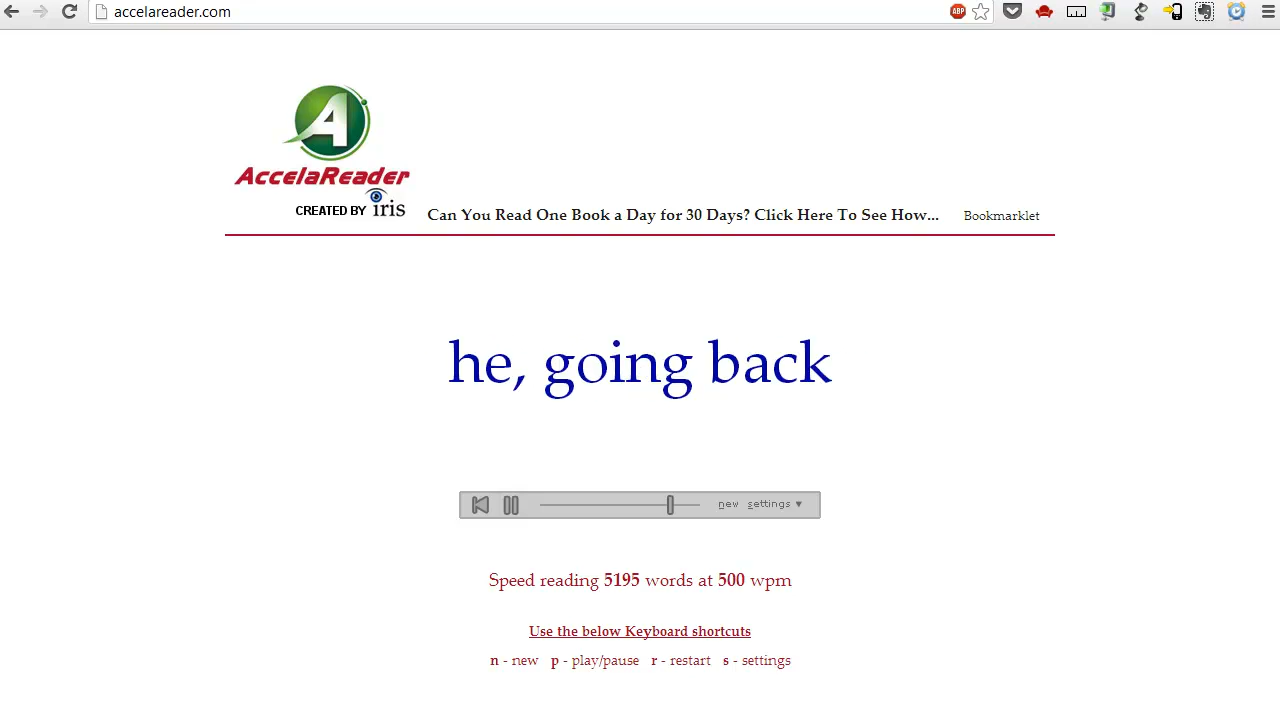 accelareader.com
ABP
A
AccelaReader
CREATED BY iris
Can You Read One Book a Day for 30 Days? Click Here To See How... Bookmarklet
he, going back
new settings ▼
Speed reading 5195 words at 500 wpm
Use the below Keyboard shortcuts
n - new p - play/pause r - restart s - settings